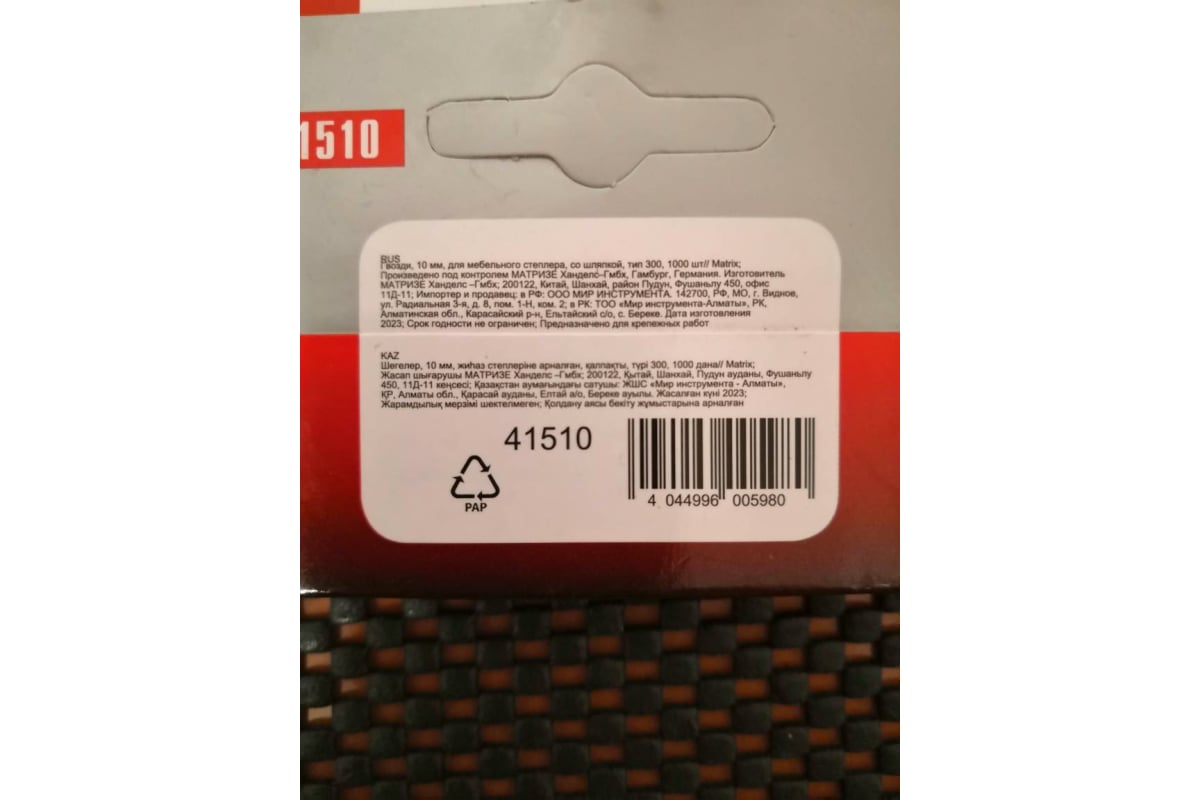 1510
RUS
Гвозди, 10 мм, для мебельного степлера, со шляпкой, тип 300, 1000 шт// Matrix;
Произведено под контролем МАТРИЗЕ Ханделс-Гмбх, Гамбург, Германия. Изготовитель
МАТРИЗЕ Ханделс –Гмбх; 200122, Китай, Шанхай, район Пудун, Фушаньлу 450, офис
11Д-11; Импортер и продавец: в РФ: ООО МИР ИНСТРУМЕНТА. 142700, РФ, МО, г. Видное,
ул. Радиальная 3-я, д. 8, пом. 1-Н, ком. 2; в РК: ТОО «Мир инструмента-Алматы», РК,
Алматинская обл., Карасайский р-н, Ельтайский с/о, с. Береке. Дата изготовления
2023; Срок годности не ограничен; Предназначено для крепежных работ
KAZ
Шегелер, 10 мм, жиһаз степлеріне арналған, қалпақты, түрі 300, 1000 дана// Matrix;
Жасап шығарушы МАТРИЗЕ Ханделс –Гмбх; 200122, Қытай, Шанхай, Пудун ауданы, Фушаньлу
450, 11Д-11 кеңсесі; Қазақстан аумағындағы сатушы: ЖШС «Мир инструмента - Алматы»,
ҚР, Алматы обл., Қарасай ауданы, Елтай а/о, Береке ауылы. Жасалған күні 2023;
Жарамдылық мерзімі шектелмеген; Қолдану аясы бекіту жұмыстарына арналған
41510
PAP
4 044996 005980